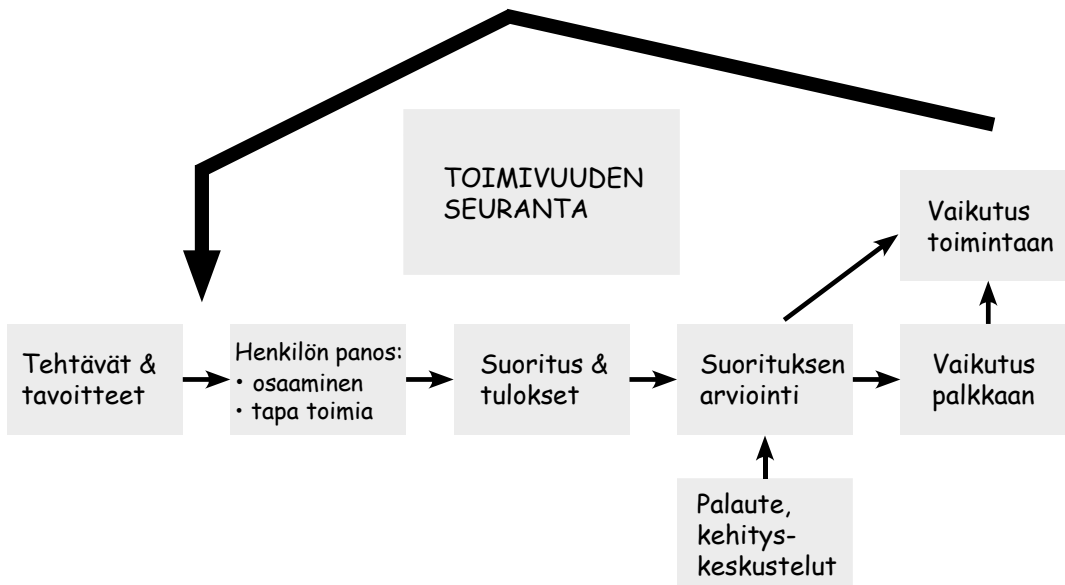 TOIMIVUUDEN
SEURANTA
Vaikutus
toimintaan
Tehtävät &
tavoitteet
Henkilön panos:
• osaaminen
• tapa toimia
Suoritus &
tulokset
Suorituksen
arviointi
Vaikutus
palkkaan
Palaute,
kehitys-
keskustelut